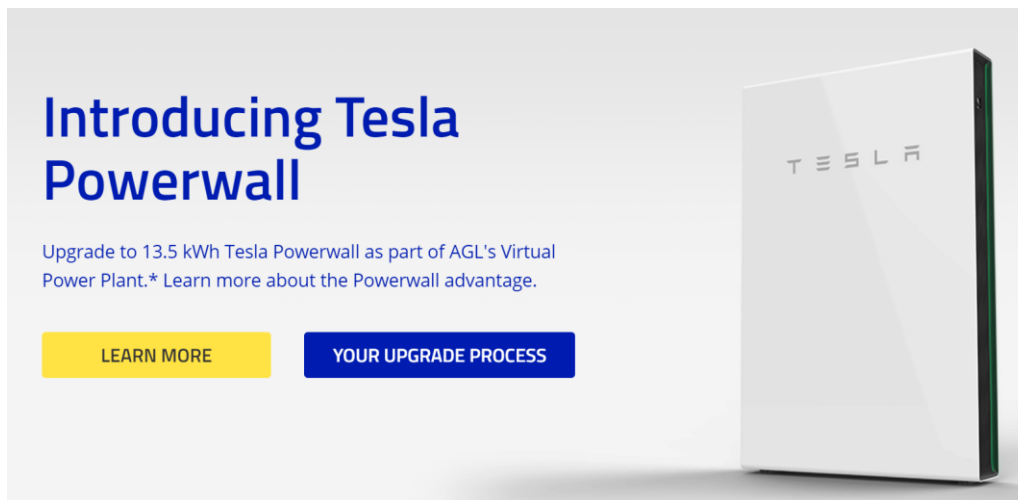 Introducing Tesla
Powerwall
Upgrade to 13.5 kWh Tesla Powerwall as part of AGL's Virtual
Power Plant.* Learn more about the Powerwall advantage.
LEARN MORE
YOUR UPGRADE PROCESS
TESLA